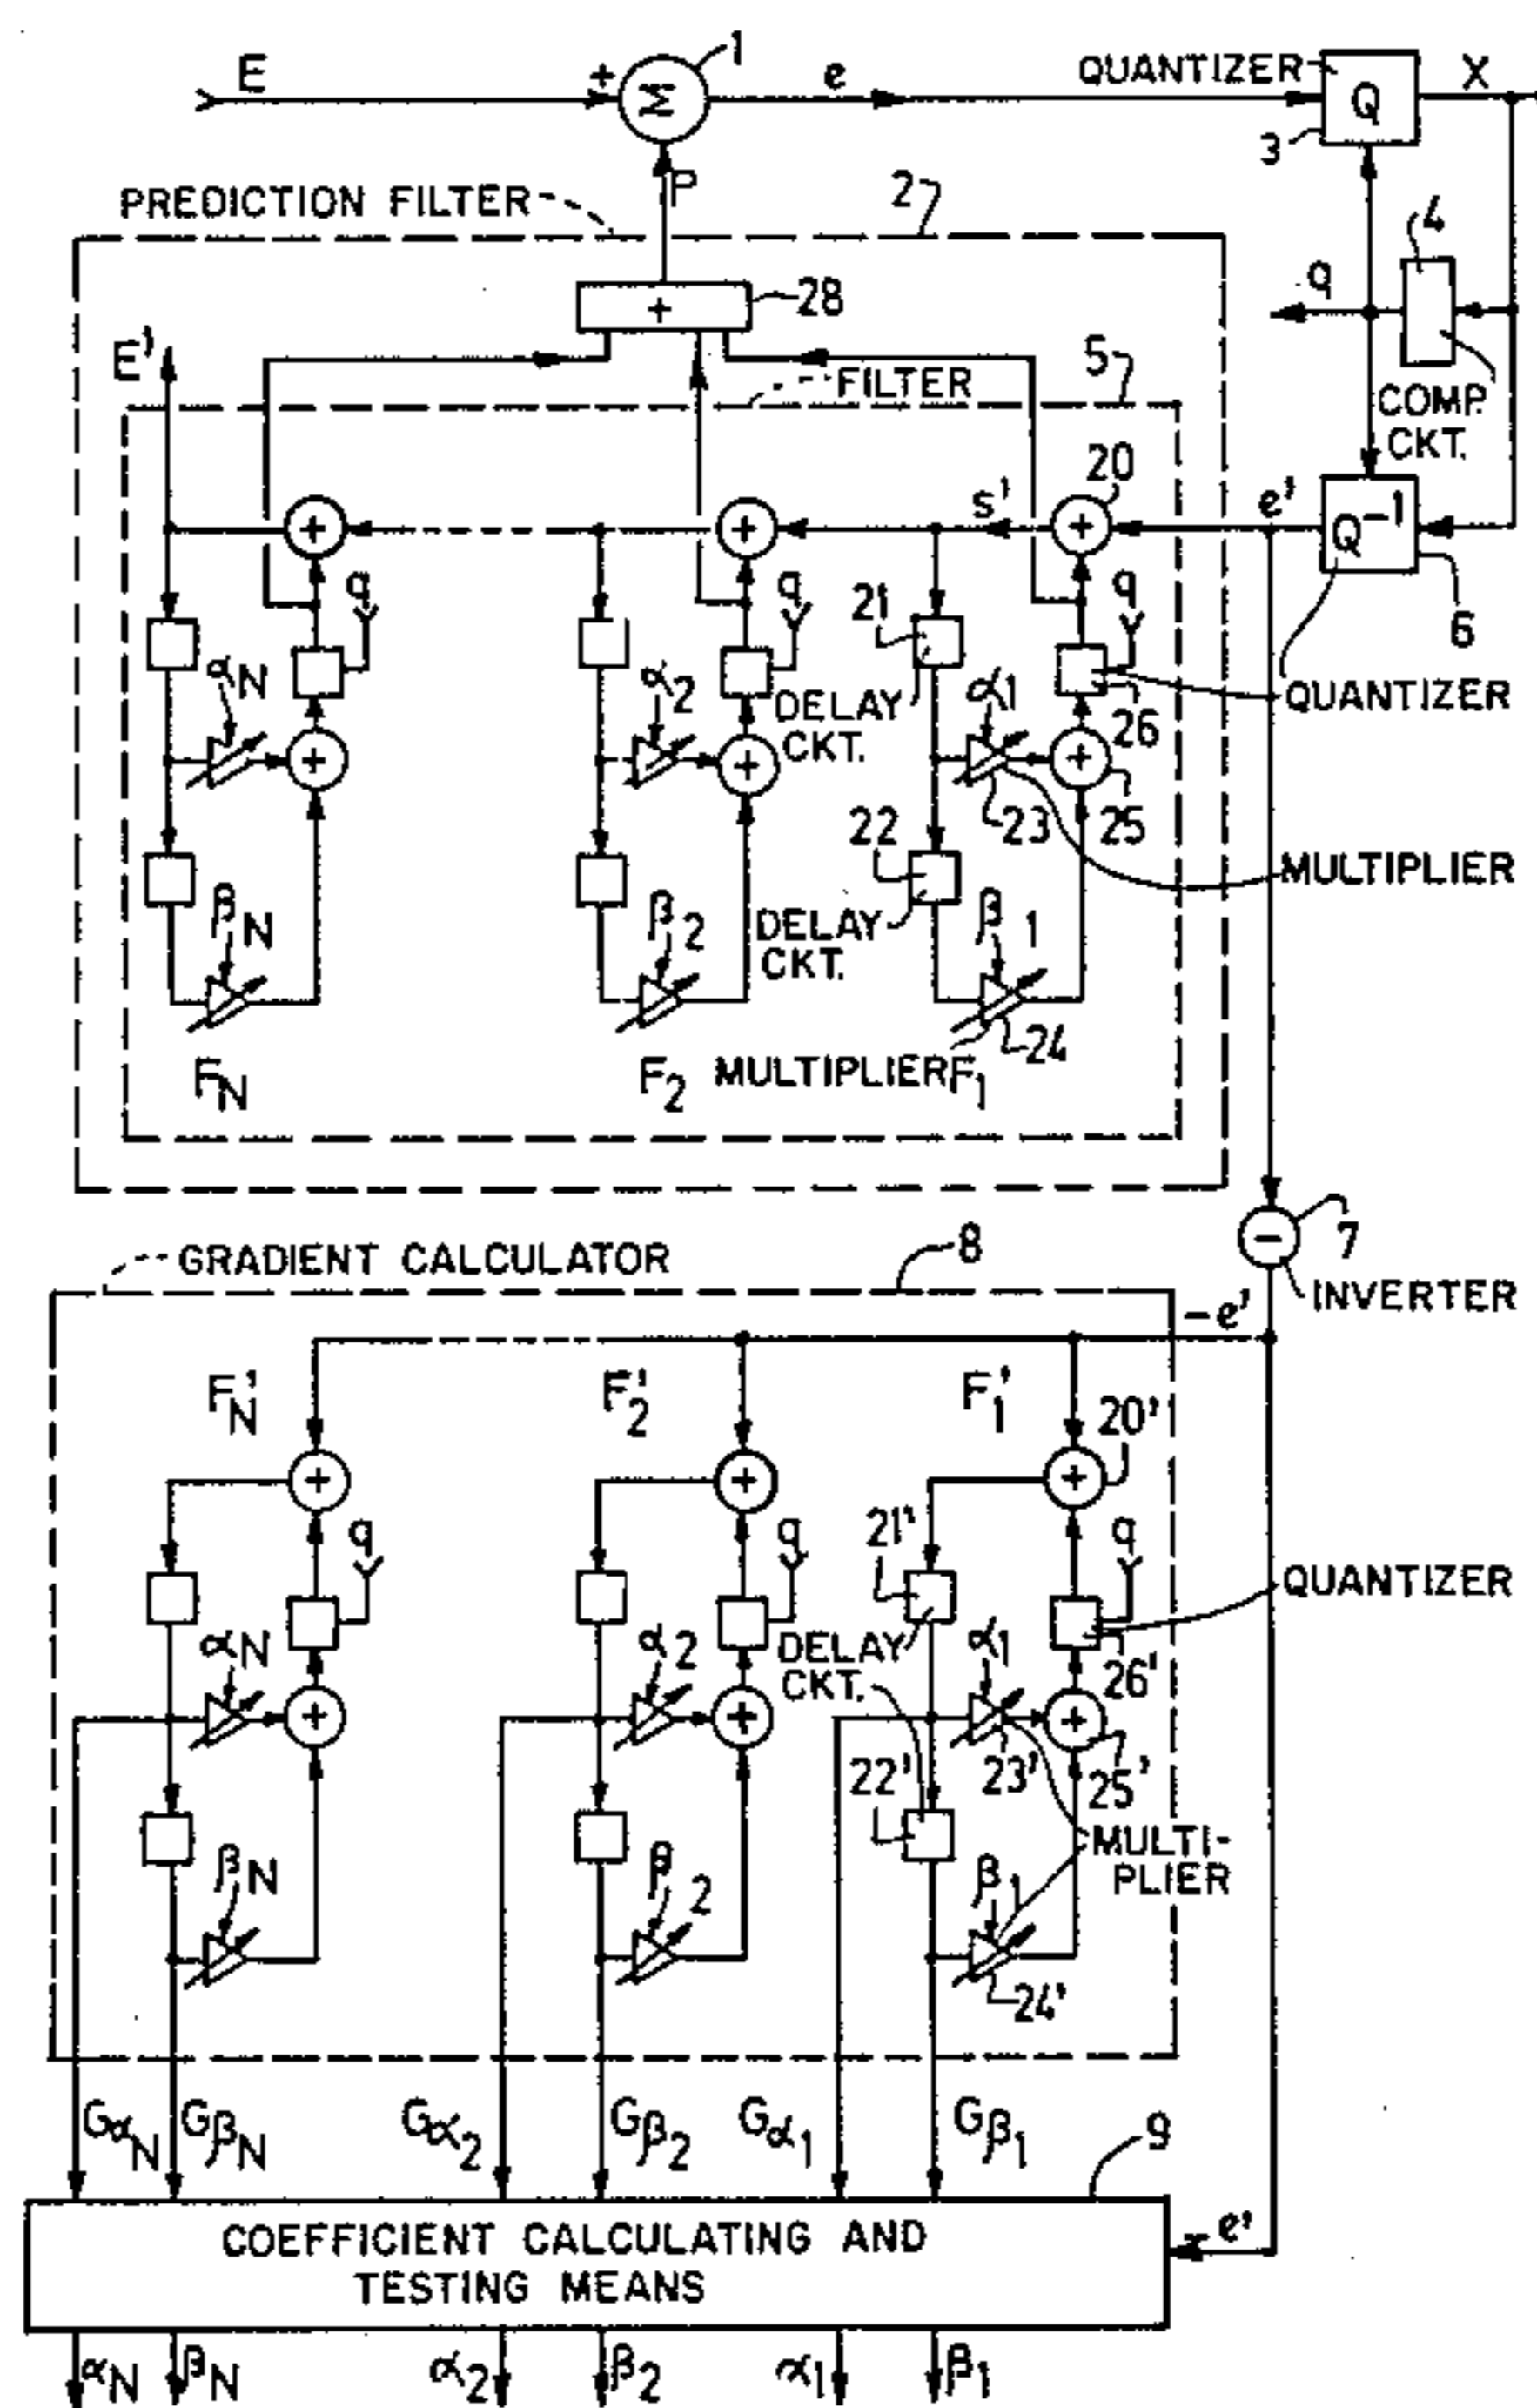 E + Σ 1 e QUANTIZER Q X
3
P
PREDICTION FILTER 2
4
q
+ 28
E' 5
FILTER
COMP.
CKT.
20
+ + s' + e' Q⁻¹
q q 21 q
6
αN α2 DELAY
CKT. α1 26 QUANTIZER
+ + +
22 23 25
MULTIPLIER
βN β2 DELAY
CKT. β1
24
FN F2 MULTIPLIER F1
- 7
GRADIENT CALCULATOR 8
INVERTER
-e'
F'N F'2 F'1
20'
+ + +
q q 21' q
QUANTIZER
αN α2 DELAY
CKT. α1 26'
+ + +
22' 23' 25'
MULTI-
PLIER
βN β2 β1
24'
GαN GβN Gα2 Gβ2 Gα1 Gβ1 9
COEFFICIENT CALCULATING AND
TESTING MEANS
-e'
αN βN α2 β2 α1 β1